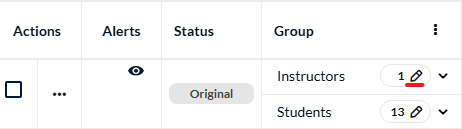 Actions Alerts Status Group
Instructors 1
Original
Students 13